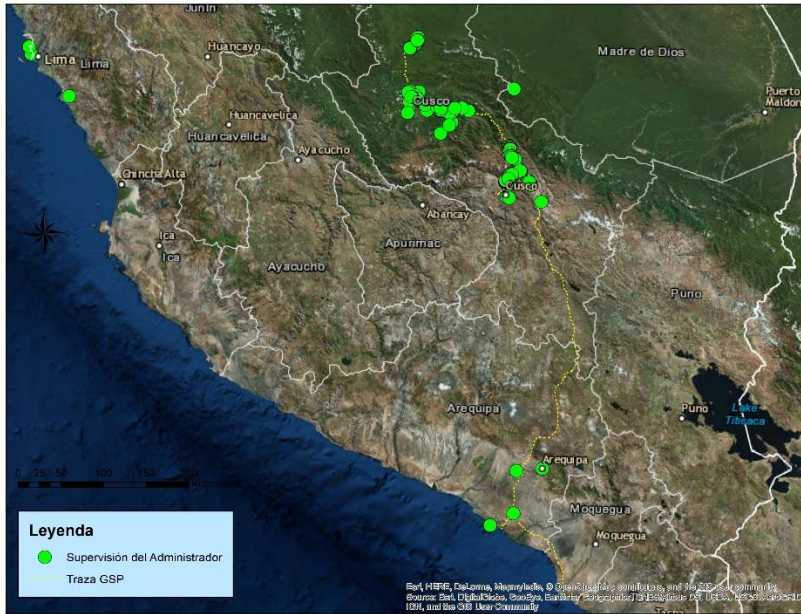 Junín
Lima
Lima
Huancayo
Madre de Dios
Puerto
Maldon
Cusco
Huancavelica
Huancavelica
Ayacucho
Chincha Alta
Cusco
Abancay
Ica
Ica
Apurimac
Ayacucho
Puno
Arequipa
Puno
Lake
Titicaca
Arequipa
0 25 50 100 150 200
Moquegua
Moquegua
Leyenda
Supervisión del Administrador
Traza GSP
Esri, HERE, DeLorme, MapmyIndia, © OpenStreetMap contributors, and the GIS user community
Source: Esri, DigitalGlobe, GeoEye, Earthstar Geographics, CNES/Airbus DS, USDA, USGS, AeroGRID,
IGN, and the GIS User Community